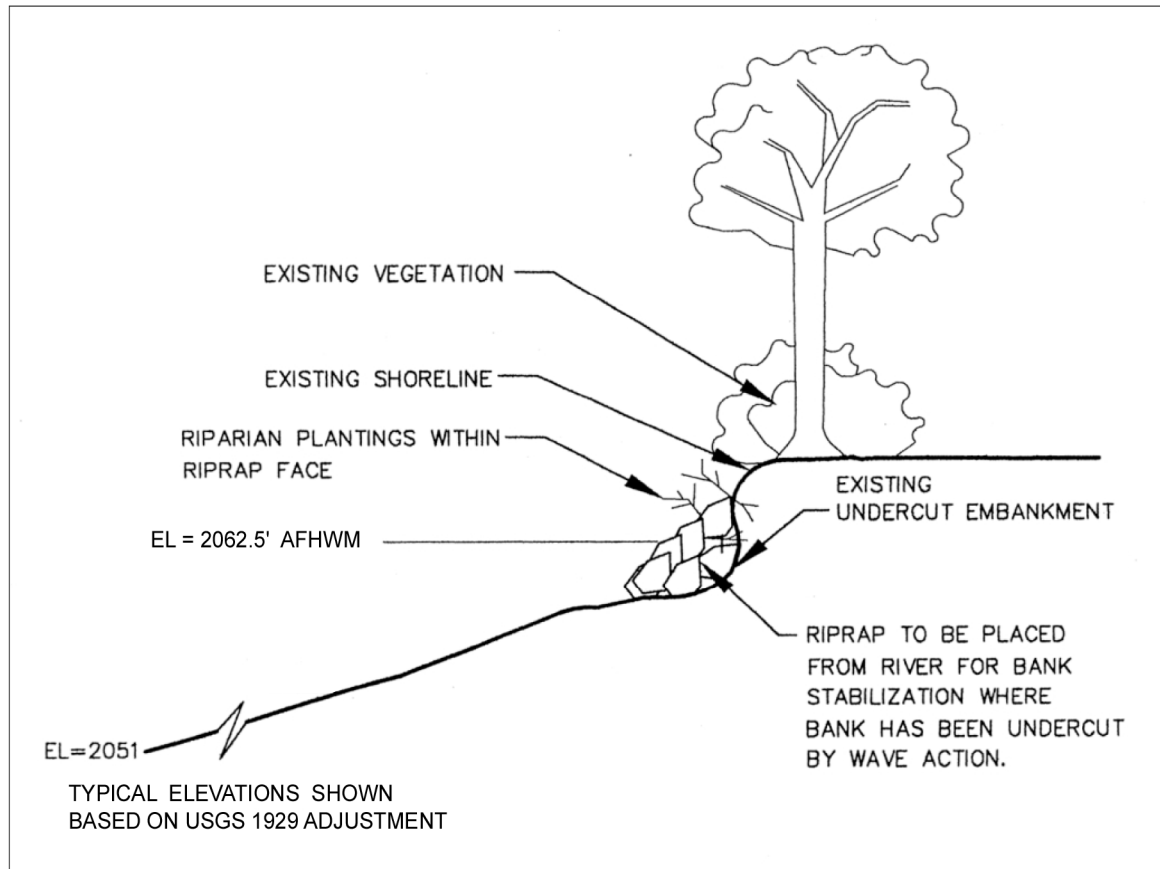 EXISTING VEGETATION
EXISTING SHORELINE
RIPARIAN PLANTINGS WITHIN
RIPRAP FACE
EL = 2062.5' AFHWM
EXISTING
UNDERCUT EMBANKMENT
RIPRAP TO BE PLACED
FROM RIVER FOR BANK
STABILIZATION WHERE
BANK HAS BEEN UNDERCUT
BY WAVE ACTION.
EL=2051
TYPICAL ELEVATIONS SHOWN
BASED ON USGS 1929 ADJUSTMENT